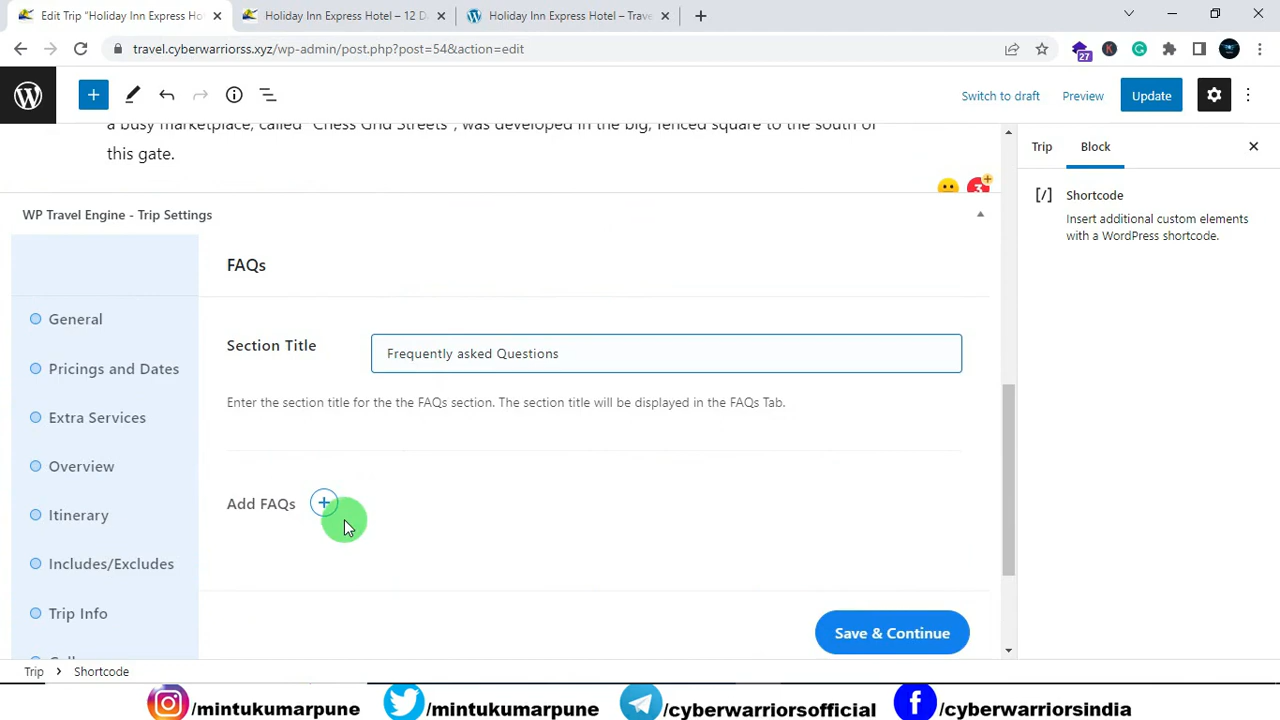 Edit Trip "Holiday Inn Express Ho
Holiday Inn Express Hotel – 12 D
Holiday Inn Express Hotel – Trave
travel.cyberwarriorss.xyz/wp-admin/post.php?post=54&action=edit
27
Switch to draft
Preview
Update
a busy marketplace, called "Chess Grid Streets", was developed in the big, fenced square to the south of
this gate.
Trip
Block
Shortcode
Insert additional custom elements
with a WordPress shortcode.
3
WP Travel Engine - Trip Settings
FAQs
General
Section Title
Frequently asked Questions
Pricings and Dates
Enter the section title for the the FAQs section. The section title will be displayed in the FAQs Tab.
Extra Services
Overview
Add FAQs
Itinerary
Includes/Excludes
Trip Info
Save & Continue
Trip > Shortcode
/mintukumarpune
/mintukumarpune
/cyberwarriorsofficial
/cyberwarriorsindia